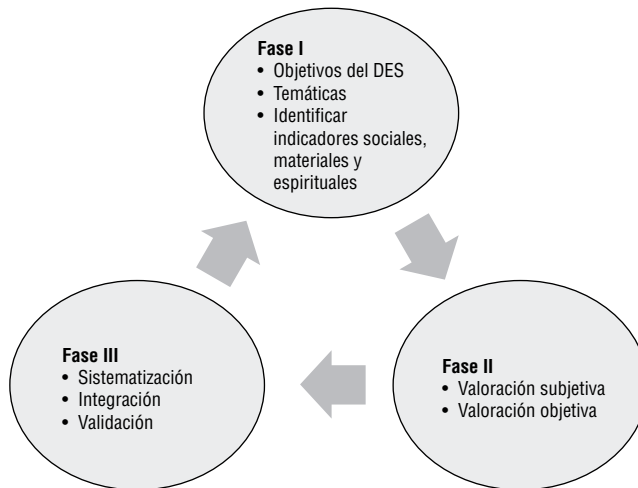 Fase I
• Objetivos del DES
• Temáticas
• Identificar
indicadores sociales,
materiales y
espirituales
Fase III
• Sistematización
• Integración
• Validación
Fase II
• Valoración subjetiva
• Valoración objetiva